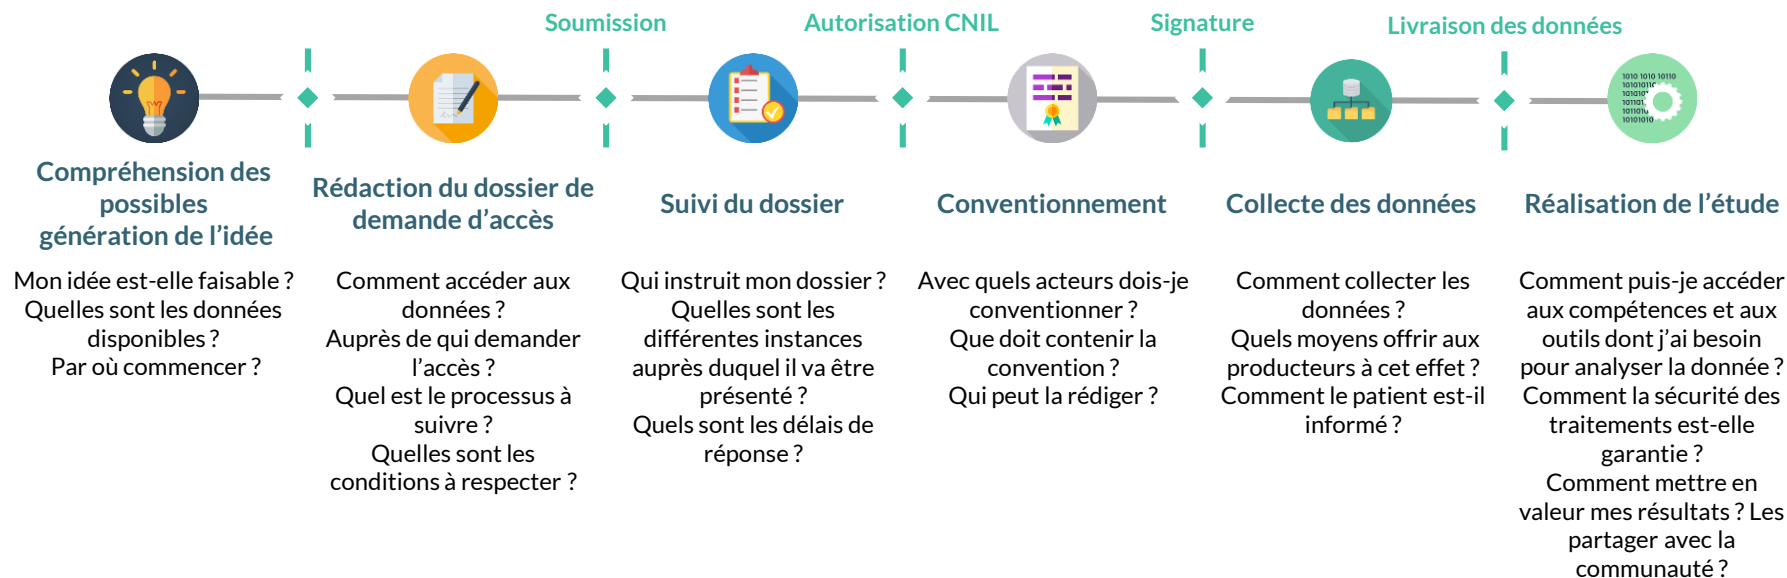 Soumission
Autorisation CNIL
Signature
Livraison des données
Compréhension des
possibles
génération de l’idée
Mon idée est-elle faisable ?
Quelles sont les données
disponibles ?
Par où commencer ?
Rédaction du dossier de
demande d’accès
Comment accéder aux
données ?
Auprès de qui demander
l’accès ?
Quel est le processus à
suivre ?
Quelles sont les
conditions à respecter ?
Suivi du dossier
Qui instruit mon dossier ?
Quelles sont les
différentes instances
auprès duquel il va être
présenté ?
Quels sont les délais de
réponse ?
Conventionnement
Avec quels acteurs dois-je
conventionner ?
Que doit contenir la
convention ?
Qui peut la rédiger ?
Collecte des données
Comment collecter les
données ?
Quels moyens offrir aux
producteurs à cet effet ?
Comment le patient est-il
informé ?
1010 1010 10110
Réalisation de l’étude
Comment puis-je accéder
aux compétences et aux
outils dont j’ai besoin
pour analyser la donnée ?
Comment la sécurité des
traitements est-elle
garantie ?
Comment mettre en
valeur mes résultats ? Les
partager avec la
communauté ?